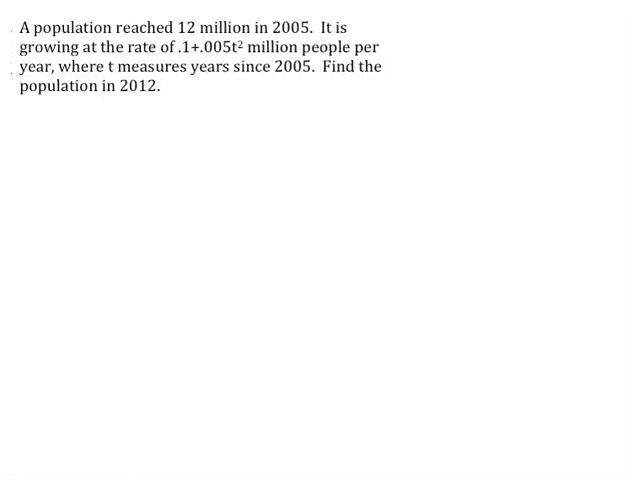 A population reached 12 million in 2005.  It is
growing at the rate of .1+.005t² million people per
year, where t measures years since 2005.  Find the
population in 2012.